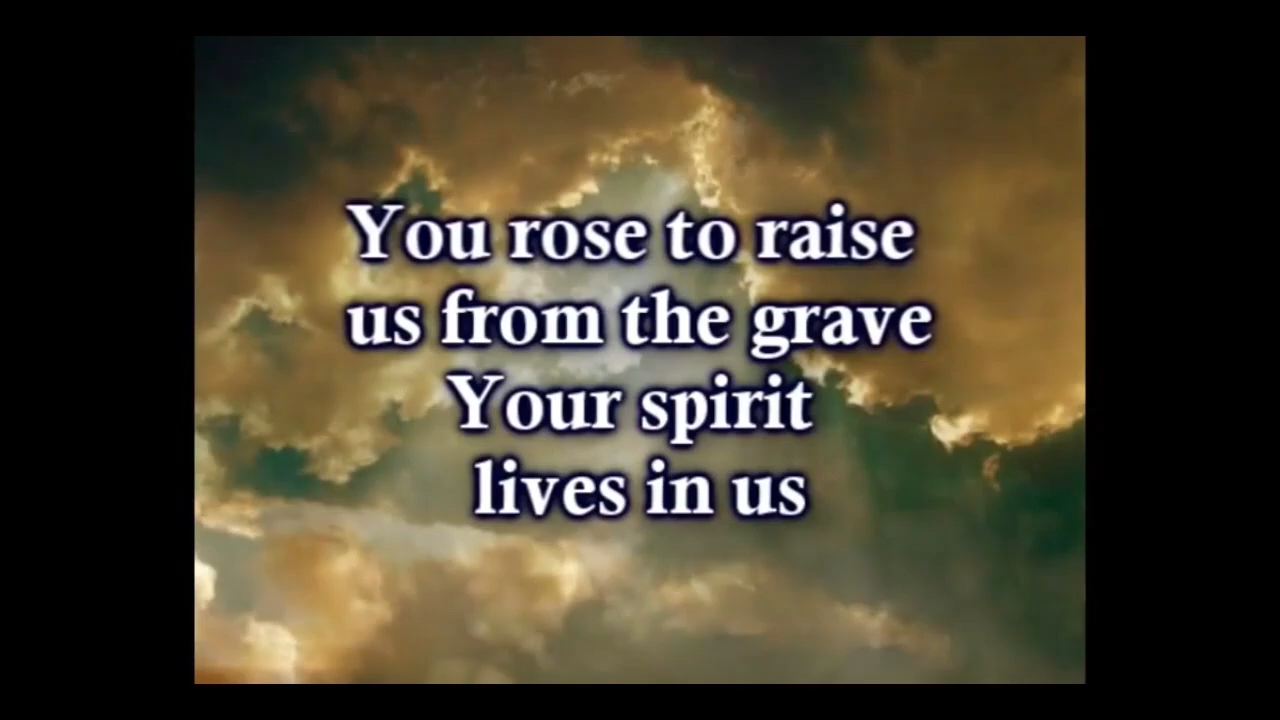 You rose to raise
us from the grave
Your spirit
lives in us